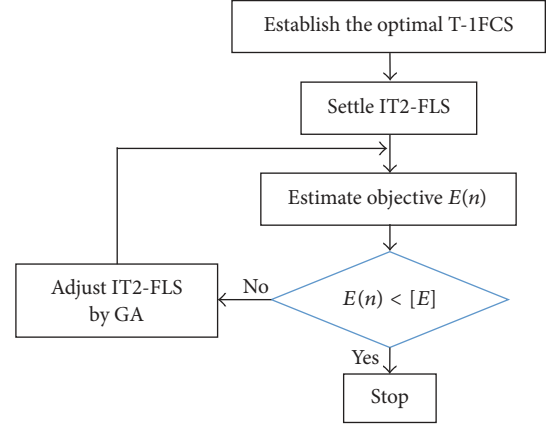 Establish the optimal T-1FCS
Settle IT2-FLS
Estimate objective E(n)
Adjust IT2-FLS
by GA
No
E(n) < [E]
Yes
Stop